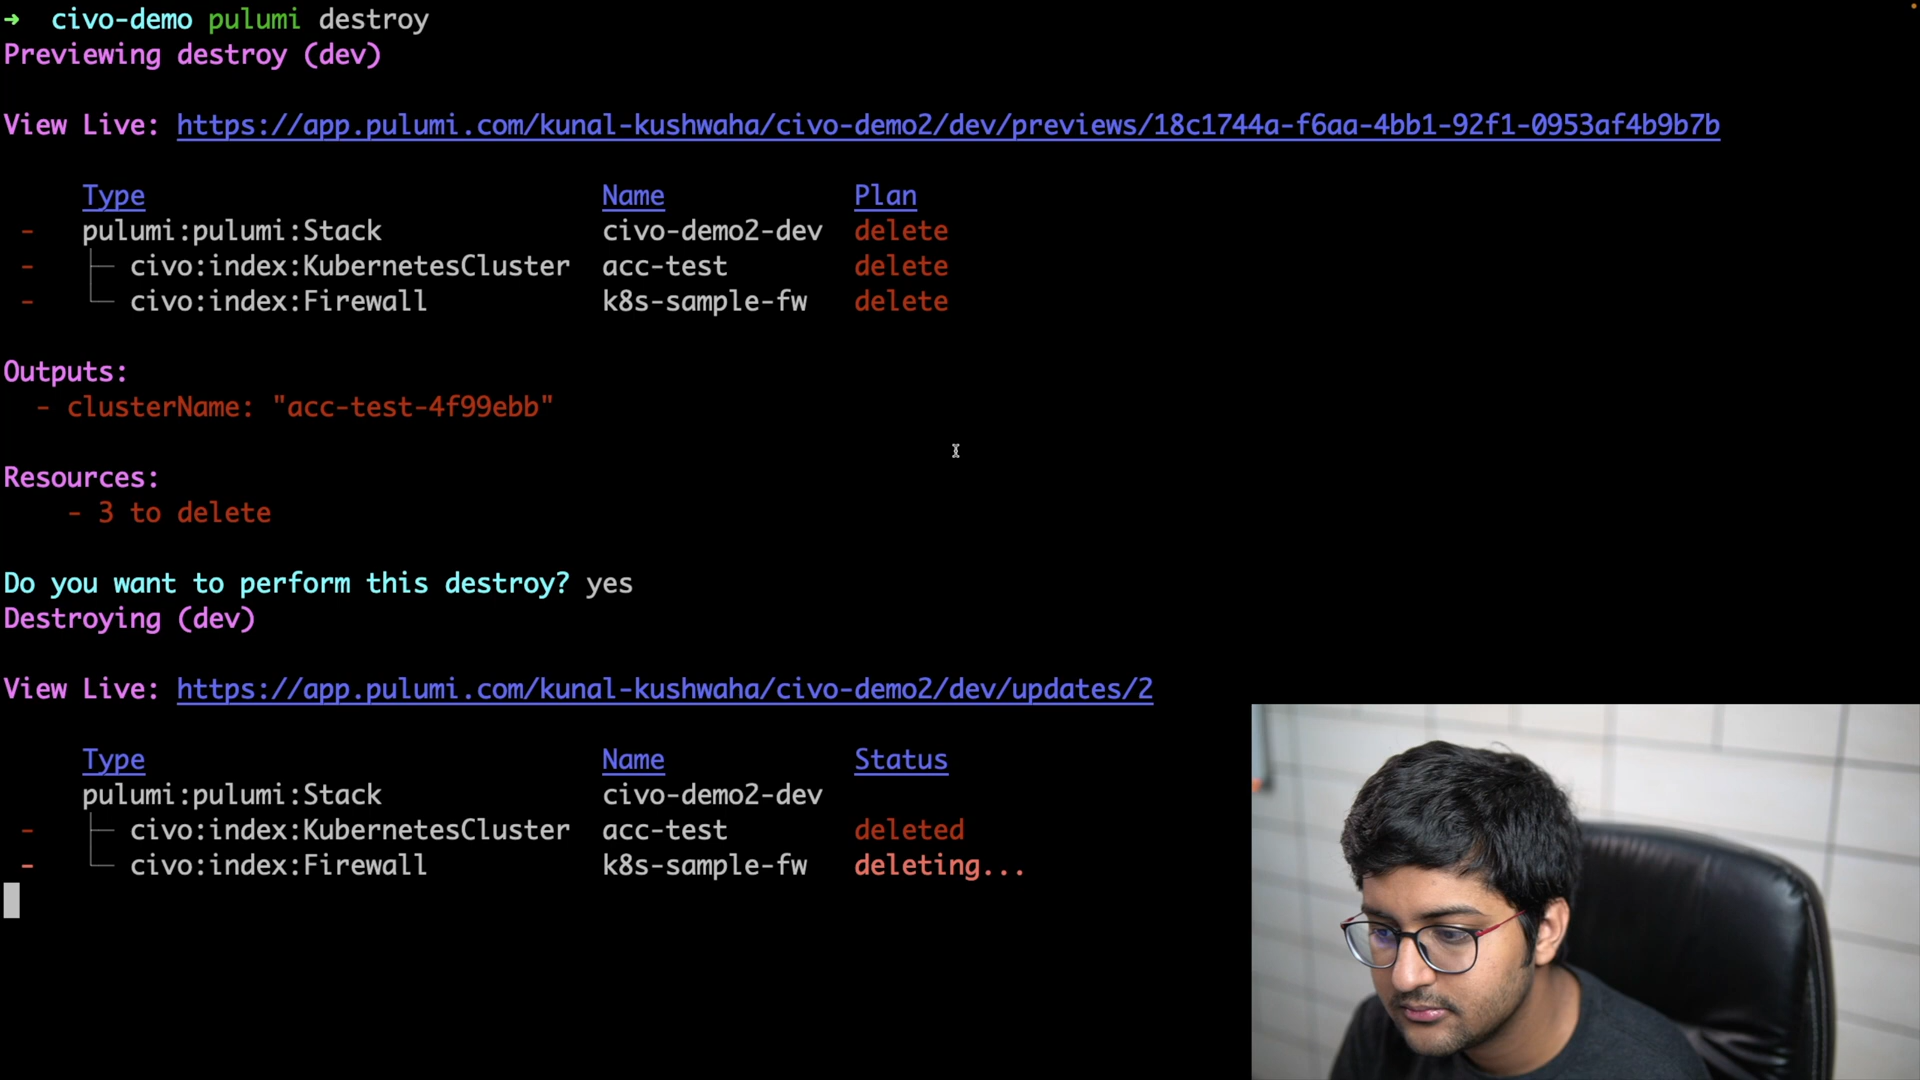 → civo-demo pulumi destroy
Previewing destroy (dev)
View Live: https://app.pulumi.com/kunal-kushwaha/civo-demo2/dev/previews/18c1744a-f6aa-4bb1-92f1-0953af4b9b7b
Type Name Plan
- pulumi:pulumi:Stack civo-demo2-dev delete
- ├─ civo:index:KubernetesCluster acc-test delete
- └─ civo:index:Firewall k8s-sample-fw delete
Outputs:
- clusterName: "acc-test-4f99ebb"
Resources:
- 3 to delete
Do you want to perform this destroy? yes
Destroying (dev)
View Live: https://app.pulumi.com/kunal-kushwaha/civo-demo2/dev/updates/2
Type Name Status
pulumi:pulumi:Stack civo-demo2-dev
- ├─ civo:index:KubernetesCluster acc-test deleted
- └─ civo:index:Firewall k8s-sample-fw deleting...